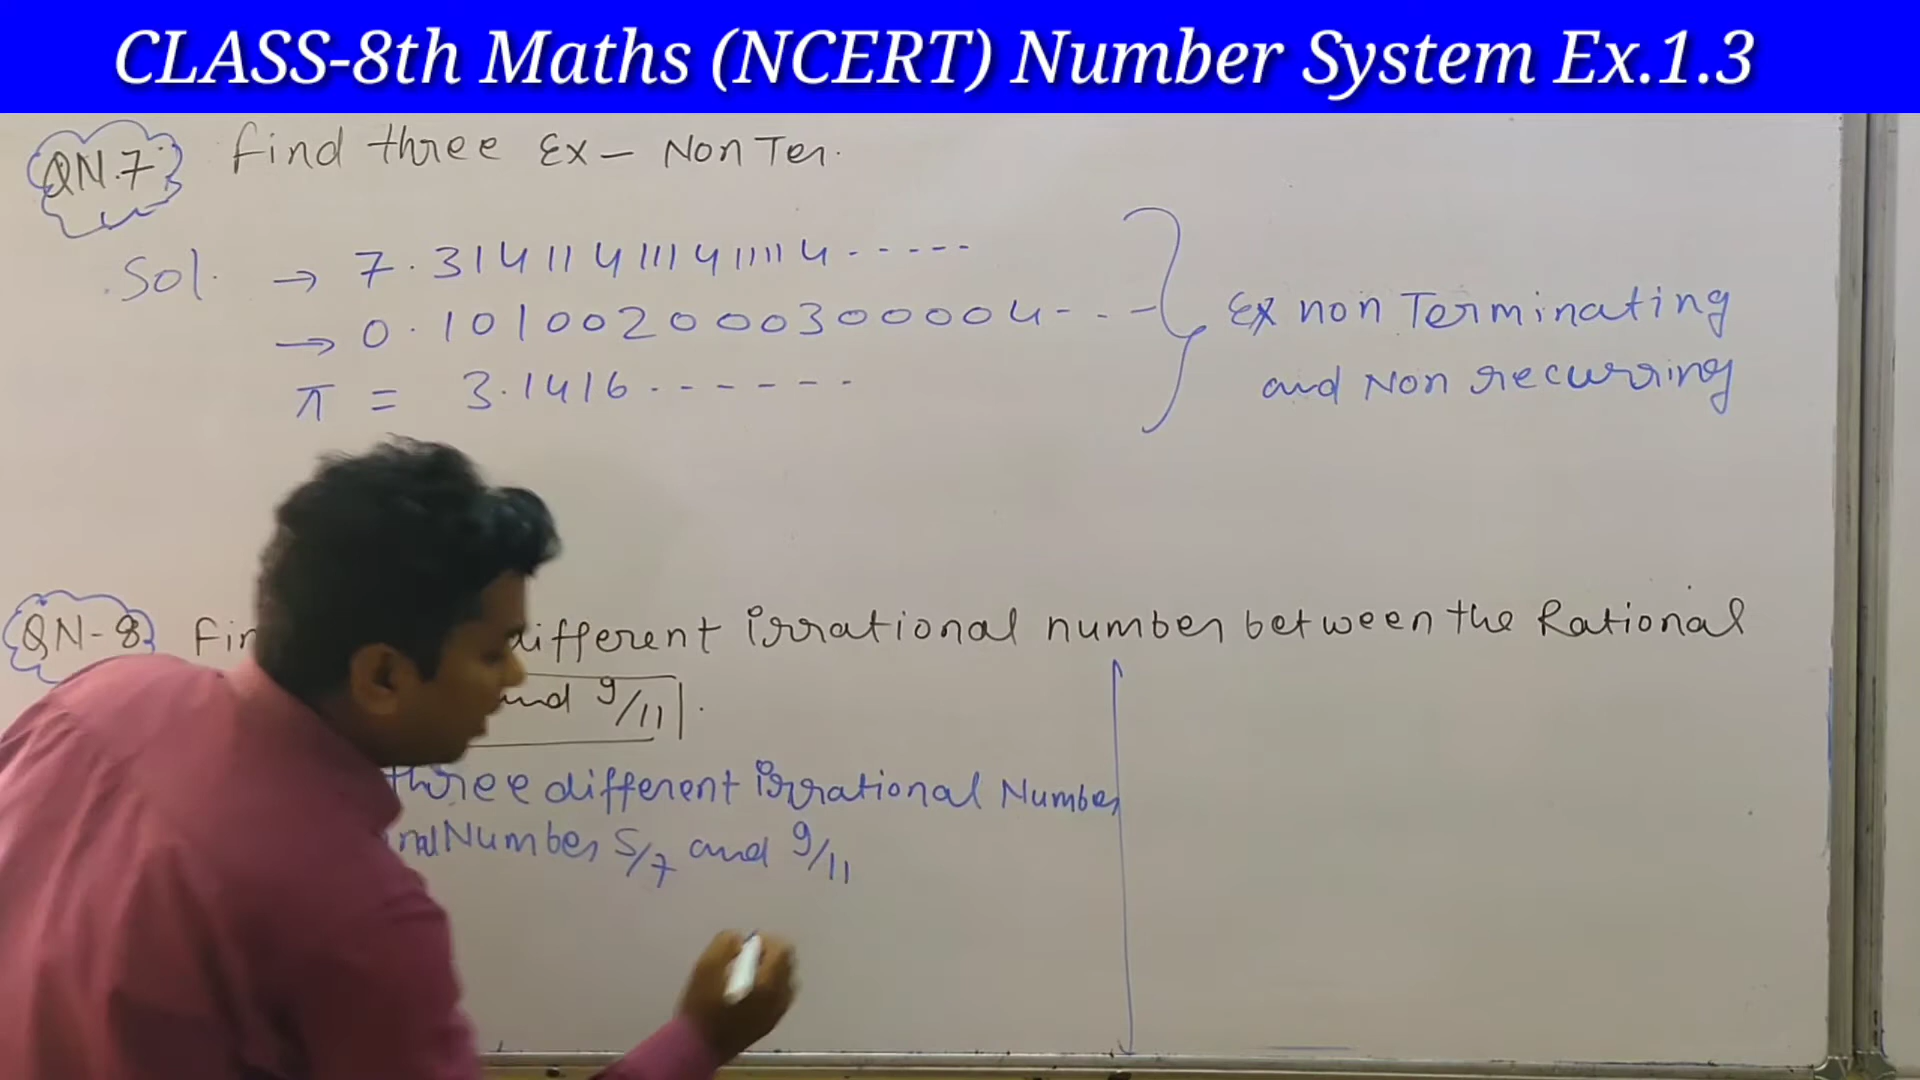 CLASS-8th Maths (NCERT) Number System Ex.1.3
QN.7 Find three Ex - Non Ter.
Sol. → 7.314114111411114.-----
→ 0.101002000300004--.-
π = 3.1416.------
Ex non Terminating
and Non recurring
QN-8 Fin different irrational number between the Rational
and 9/11.
three different irrational Number
Number 5/7 and 9/11